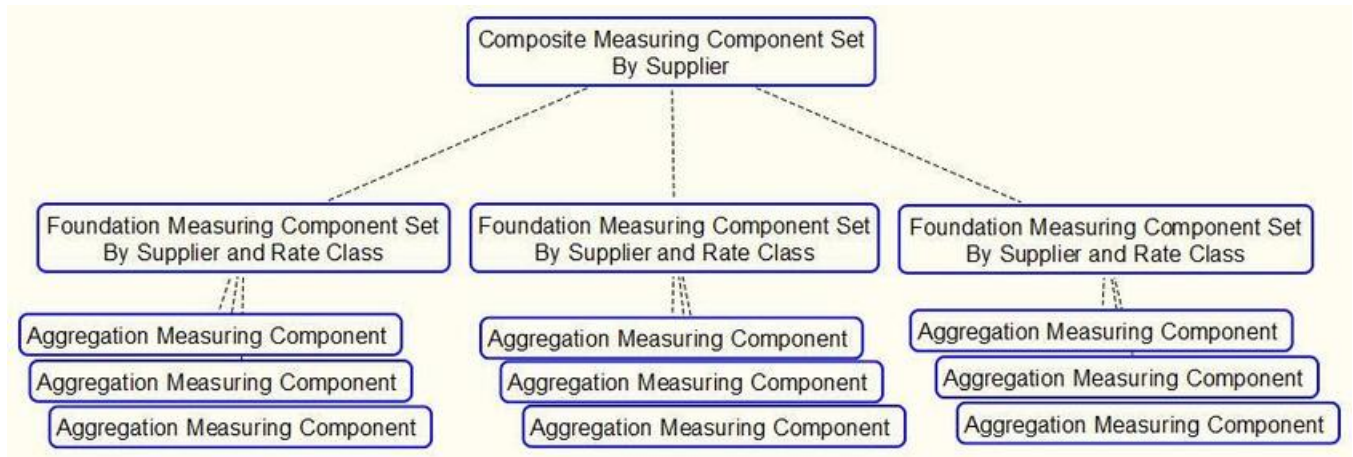 Composite Measuring Component Set
By Supplier
Foundation Measuring Component Set
By Supplier and Rate Class
Foundation Measuring Component Set
By Supplier and Rate Class
Foundation Measuring Component Set
By Supplier and Rate Class
Aggregation Measuring Component
Aggregation Measuring Component
Aggregation Measuring Component
Aggregation Measuring Component
Aggregation Measuring Component
Aggregation Measuring Component
Aggregation Measuring Component
Aggregation Measuring Component
Aggregation Measuring Component